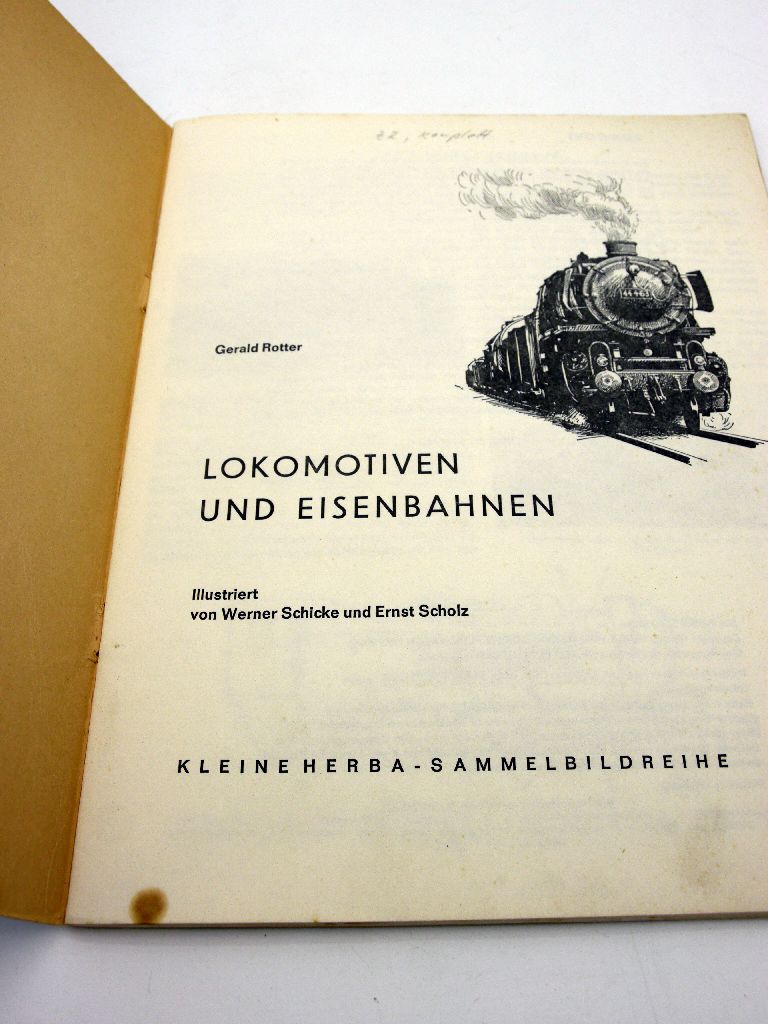 Gerald Rotter
LOKOMOTIVEN
UND EISENBAHNEN
Illustriert
von Werner Schicke und Ernst Scholz
KLEINE HERBA-SAMMELBILDREIHE